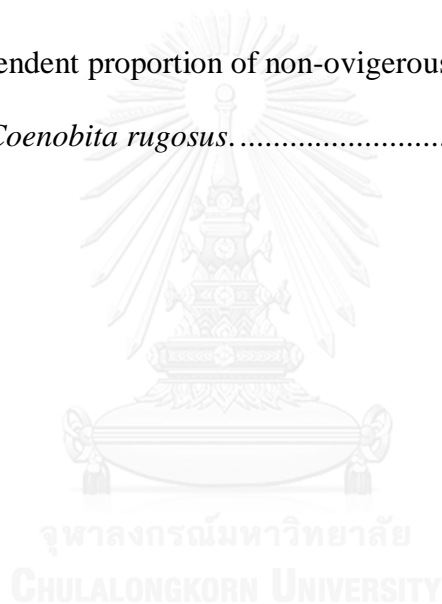 endent proportion of non-ovigerous
Coenobita rugosus. .......................
จุฬาลงกรณ์มหาวิทยาลัย
CHULALONGKORN UNIVERSITY